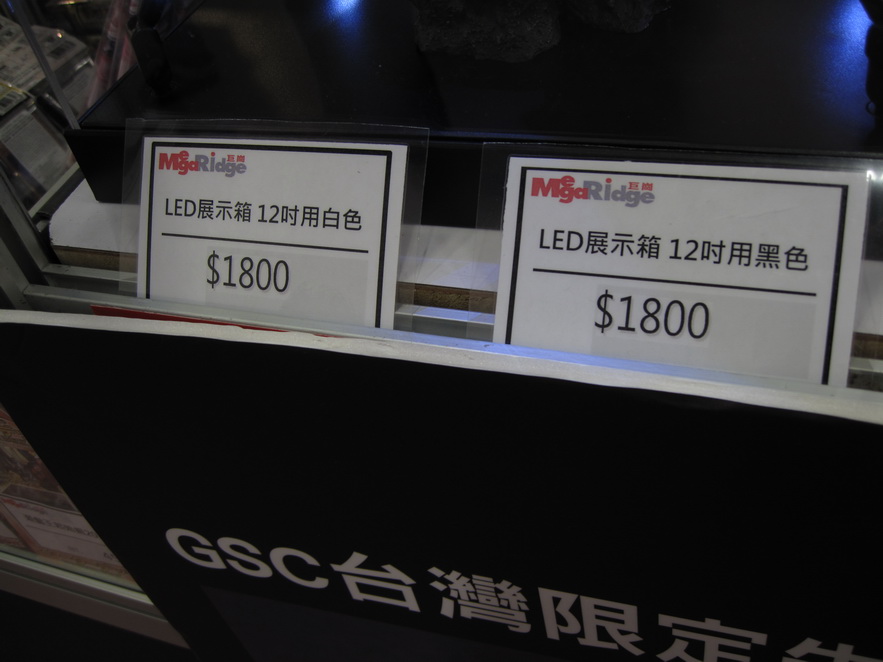 MegaRidge 巨崗
LED展示箱 12吋用白色
$1800
MegaRidge 巨崗
LED展示箱 12吋用黑色
$1800
GSC台灣限定